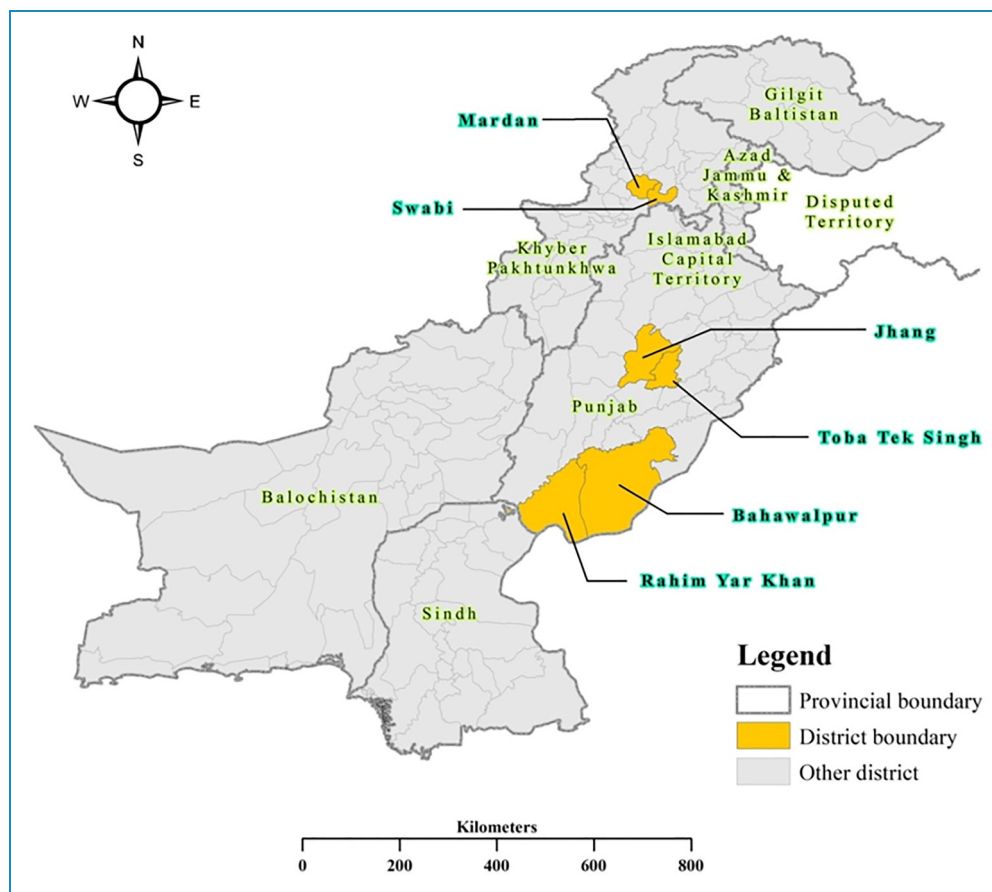 N
W
E
S
Gilgit
Baltistan
Mardan
Azad
Jammu &
Kashmir
Swabi
Disputed
Territory
Khyber
Pakhtunkhwa
Islamabad
Capital
Territory
Jhang
Punjab
Toba Tek Singh
Balochistan
Bahawalpur
Rahim Yar Khan
Sindh
Legend
Provincial boundary
District boundary
Other district
Kilometers
0 200 400 600 800